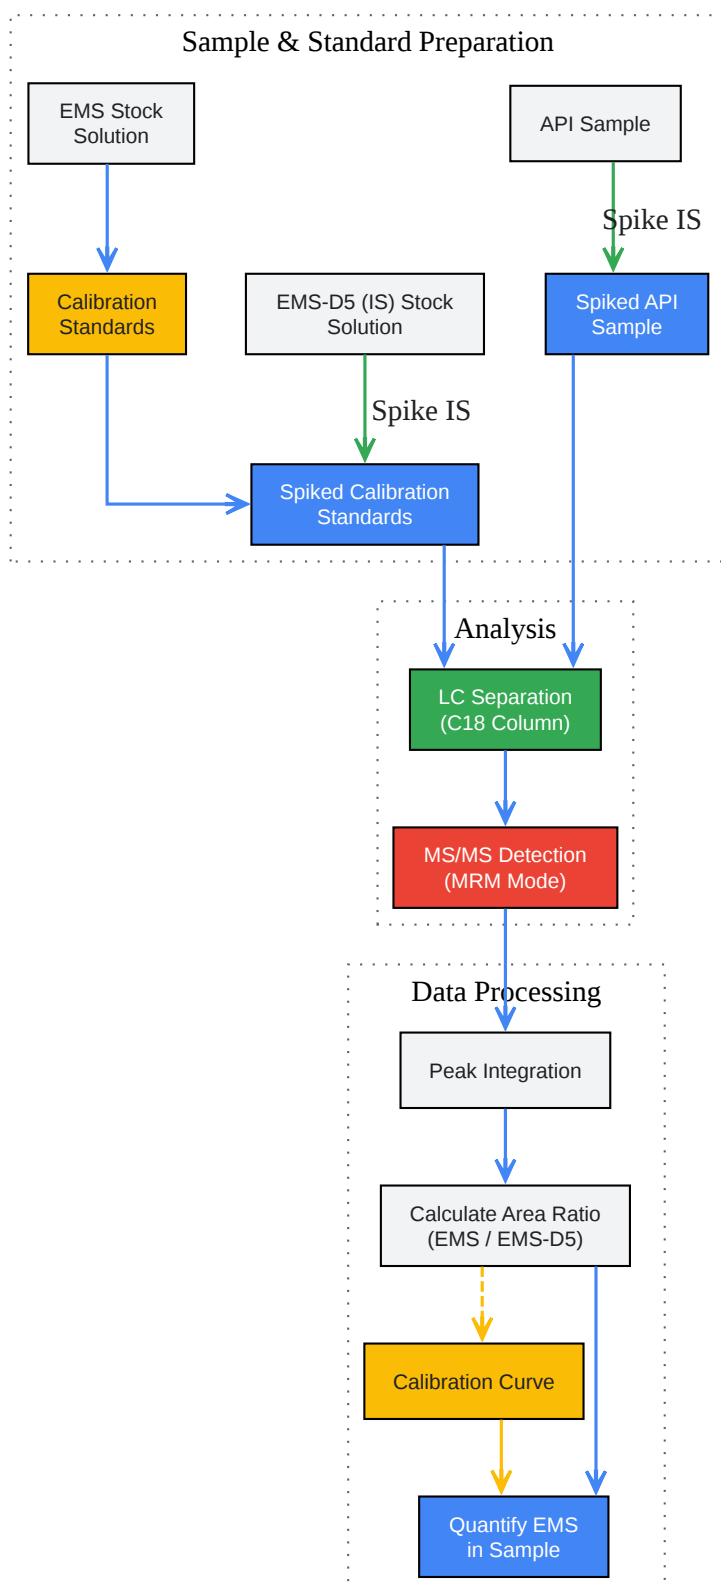 Sample & Standard Preparation
EMS Stock
Solution
API Sample
Spike IS
Calibration
Standards
EMS-D5 (IS) Stock
Solution
Spiked API
Sample
Spike IS
Spiked Calibration
Standards
Analysis
LC Separation
(C18 Column)
MS/MS Detection
(MRM Mode)
Data Processing
Peak Integration
Calculate Area Ratio
(EMS / EMS-D5)
Calibration Curve
Quantify EMS
in Sample